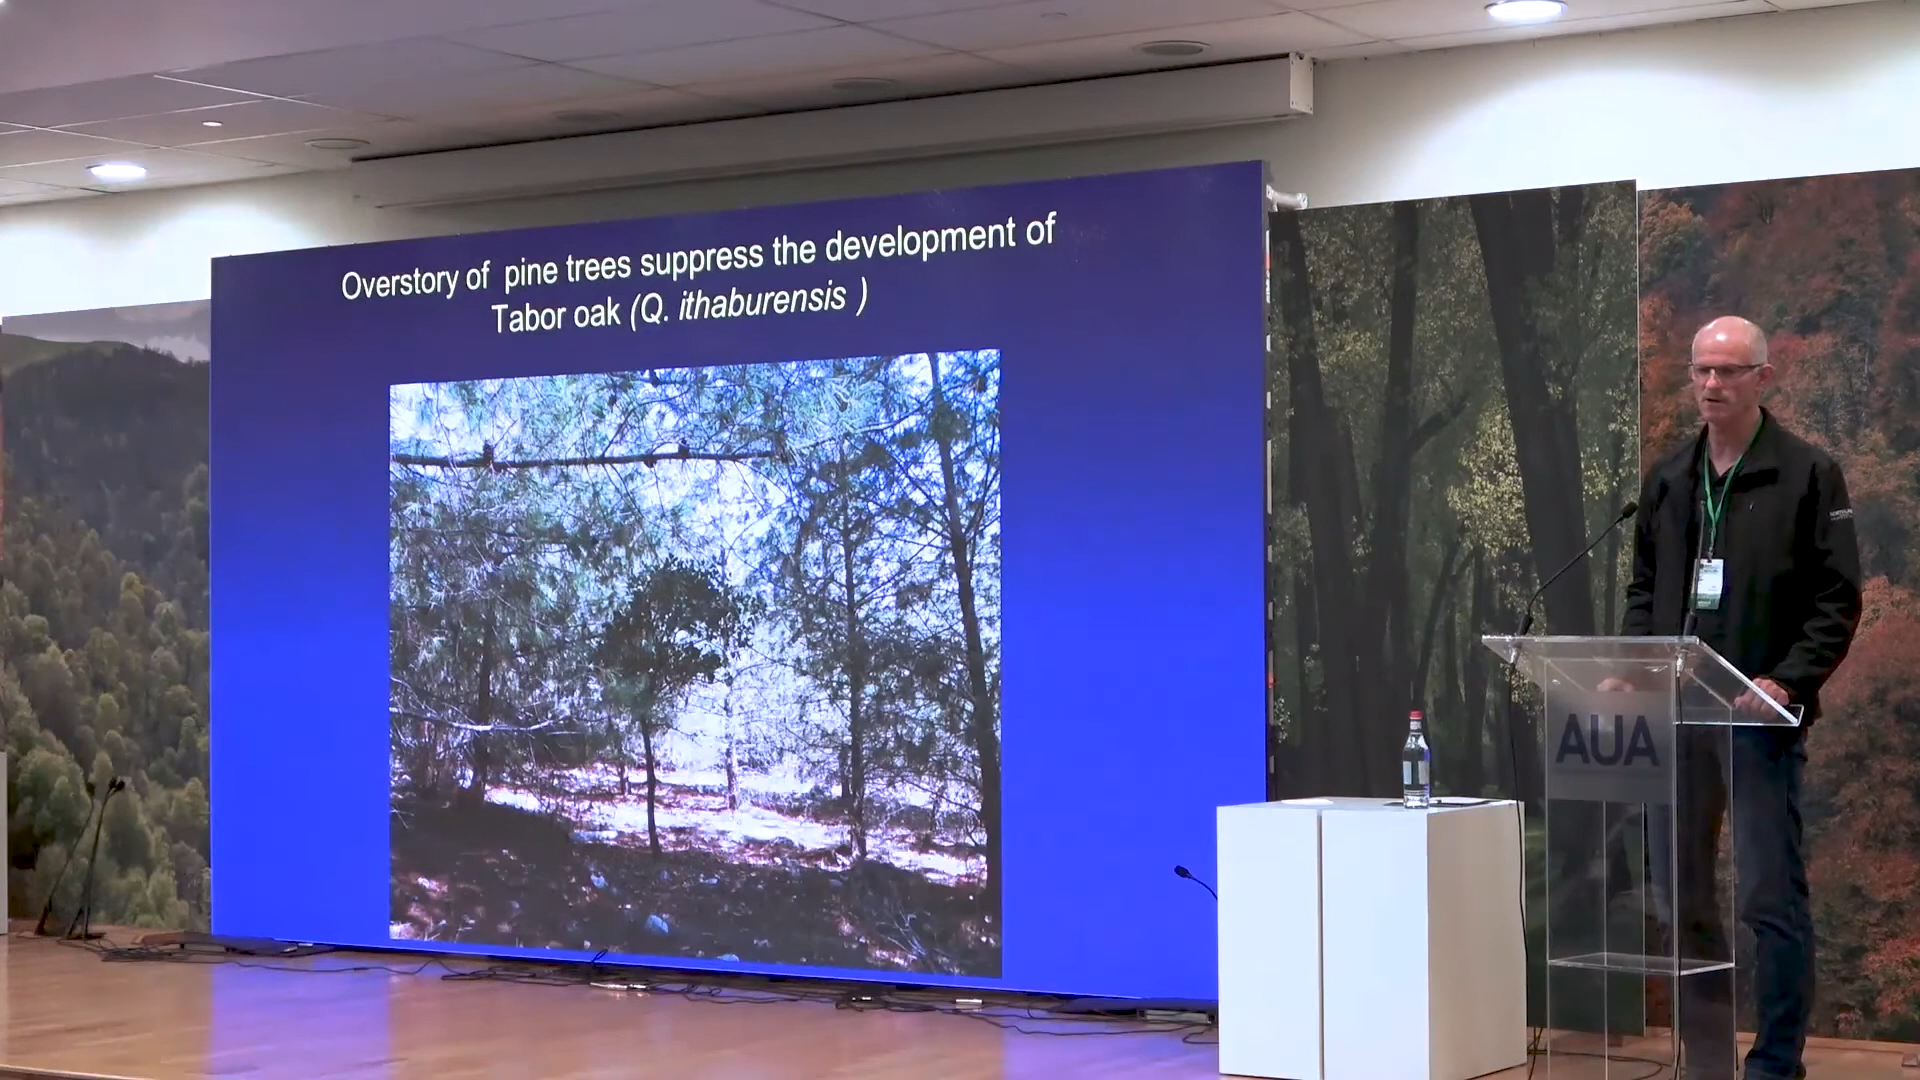 Overstory of pine trees suppress the development of
Tabor oak (Q. ithaburensis )
AUA